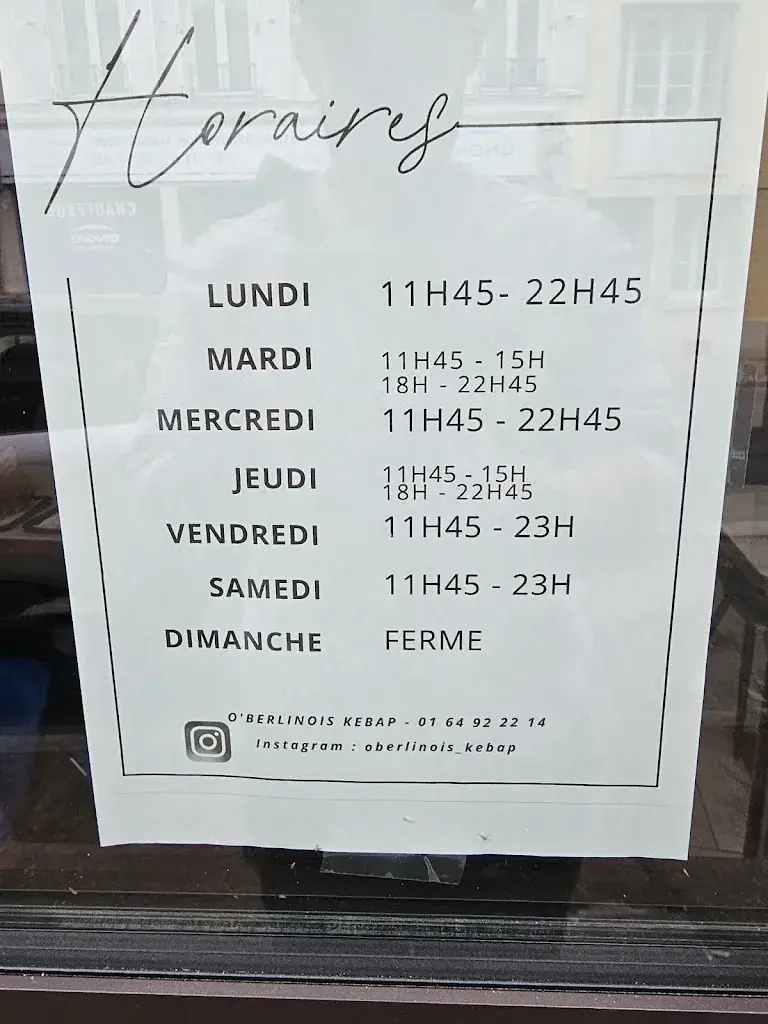 Horaires
LUNDI 11H45- 22H45
MARDI 11H45 - 15H
18H - 22H45
MERCREDI 11H45 - 22H45
JEUDI 11H45 - 15H
18H - 22H45
VENDREDI 11H45 - 23H
SAMEDI 11H45 - 23H
DIMANCHE FERME
O'BERLINOIS KEBAP - 01 64 92 22 14
Instagram : oberlinois_kebap